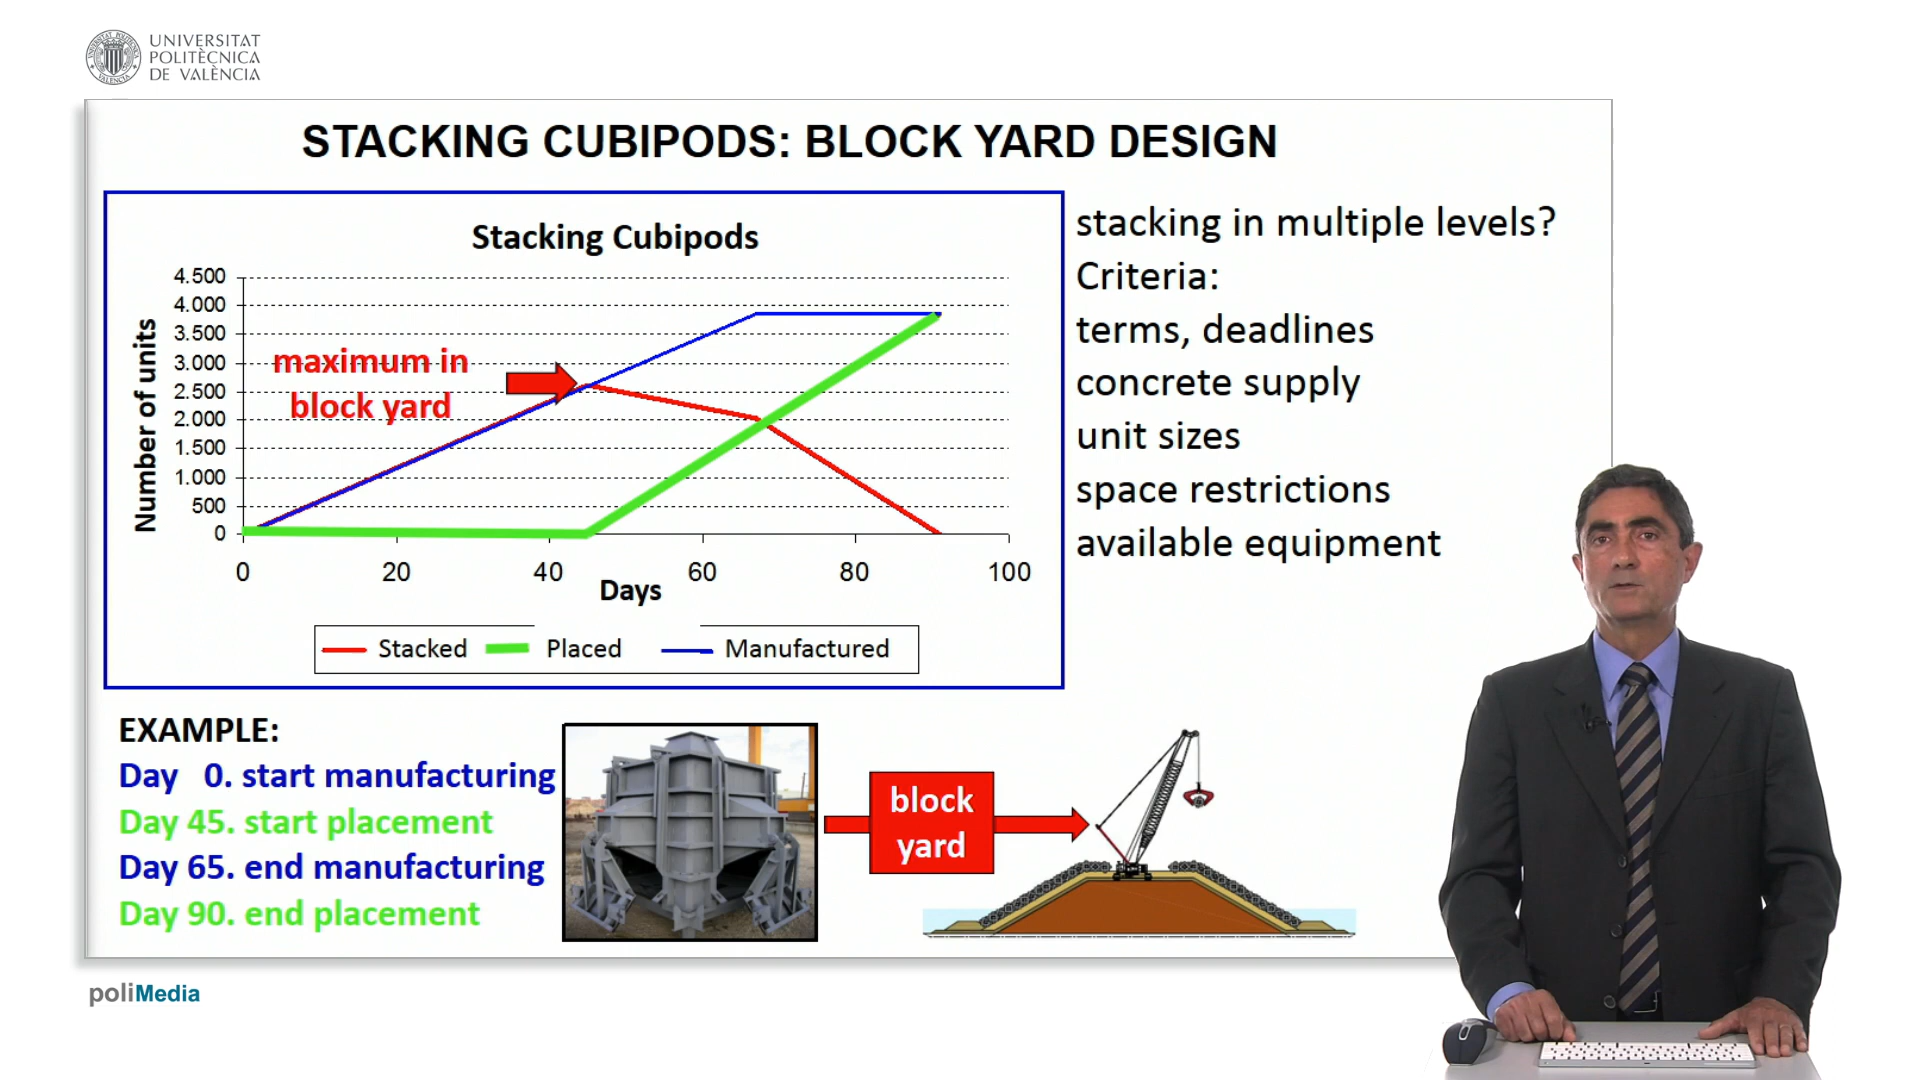 UNIVERSITAT
POLITÈCNICA
DE VALÈNCIA
STACKING CUBIPODS: BLOCK YARD DESIGN
Stacking Cubipods
4.500
4.000
3.500
3.000
2.500
2.000
1.500
1.000
500
0
Number of units
maximum in
block yard
0 20 40 60 80 100
Days
Stacked Placed Manufactured
stacking in multiple levels?
Criteria:
terms, deadlines
concrete supply
unit sizes
space restrictions
available equipment
EXAMPLE:
Day 0. start manufacturing
Day 45. start placement
Day 65. end manufacturing
Day 90. end placement
block
yard
poliMedia